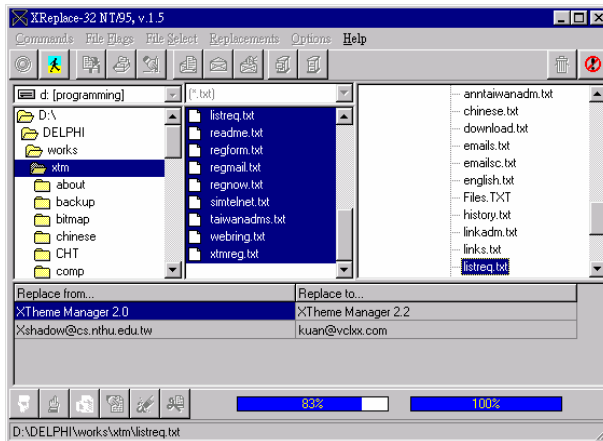 XReplace-32 NT/95, v.1.5
Commands File Flags File Select Replacements Options Help
d: [programming]
D:\
DELPHI
works
xtm
about
backup
bitmap
chinese
CHT
comp
(*.txt)
listreq.txt
readme.txt
regform.txt
regmail.txt
regnow.txt
simtelnet.txt
taiwanadms.txt
webring.txt
xtmreg.txt
anntaiwanadm.txt
chinese.txt
download.txt
emails.txt
emailsc.txt
english.txt
Files.TXT
history.txt
linkadm.txt
links.txt
listreq.txt
Replace from... Replace to...
XTheme Manager 2.0 XTheme Manager 2.2
Xshadow@cs.nthu.edu.tw kuan@vclxx.com
83% 100%
D:\DELPHI\works\xtm\listreq.txt